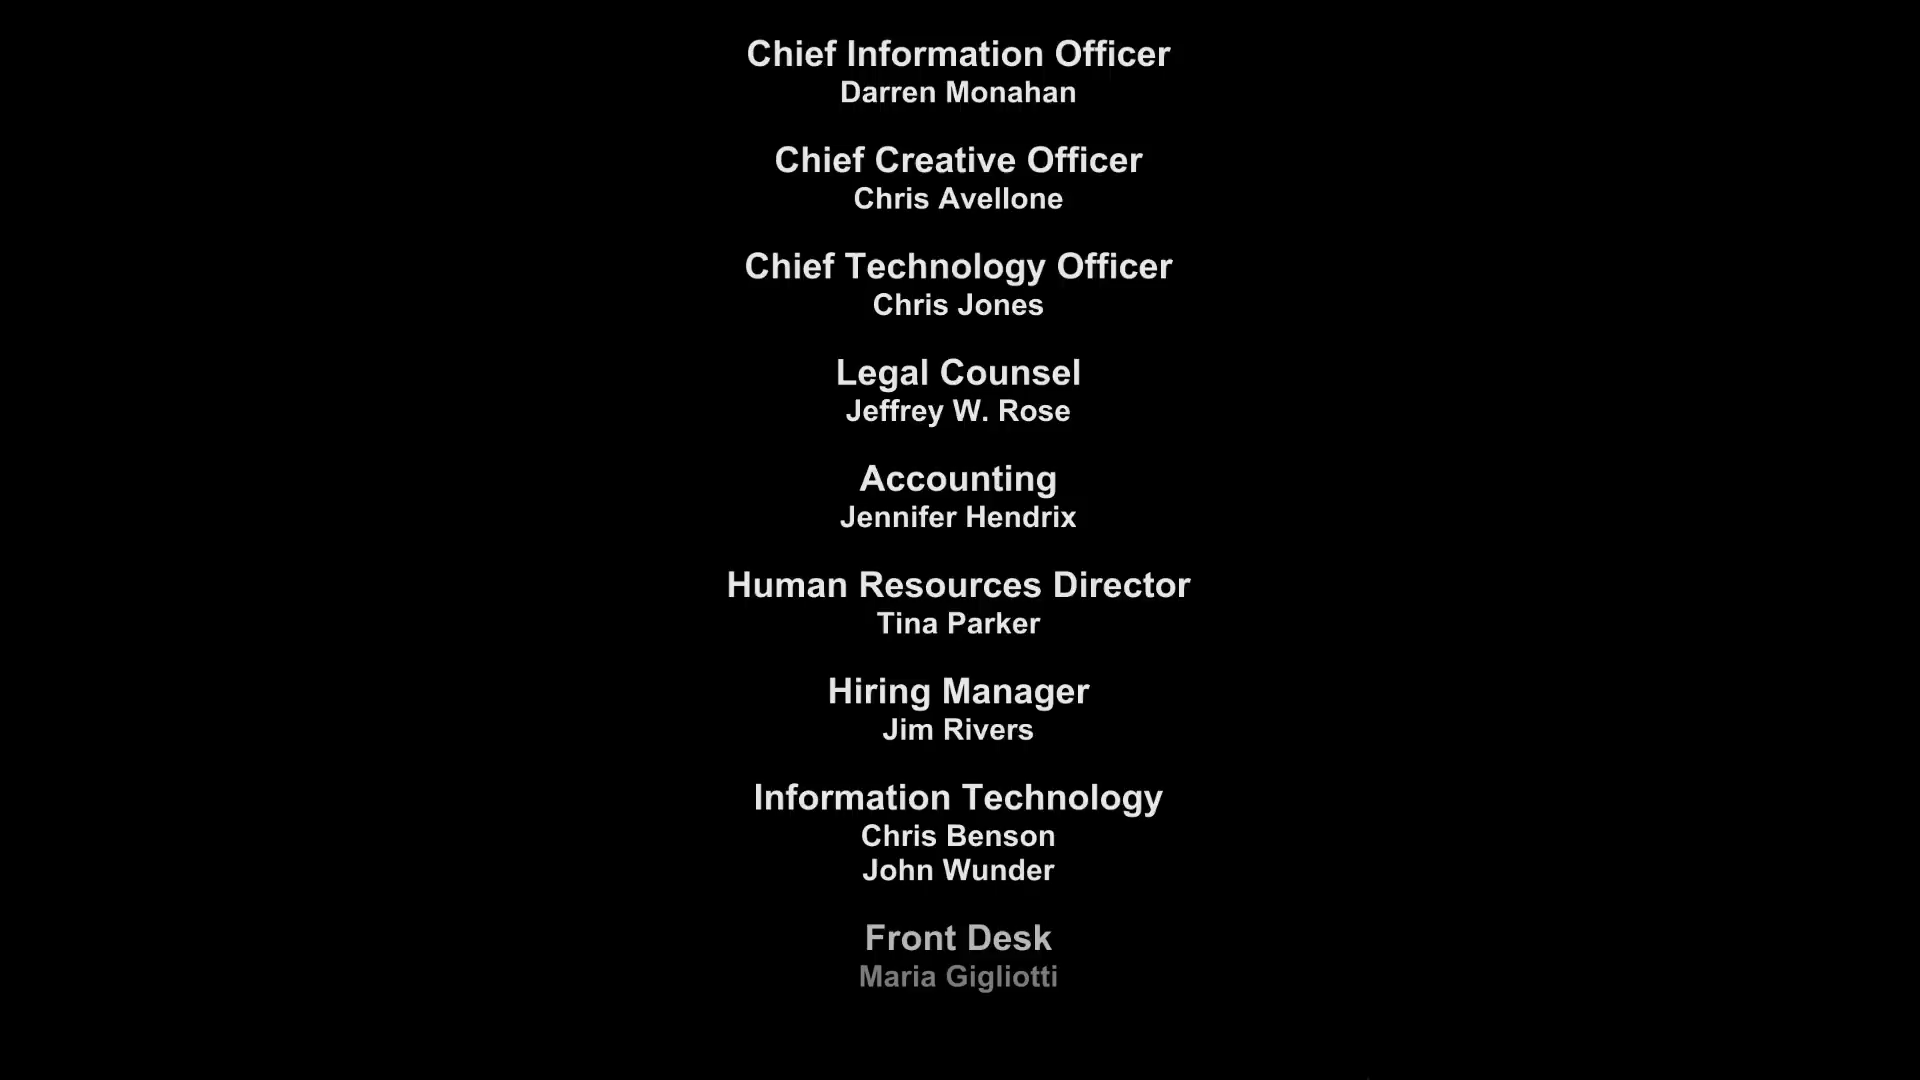 Chief Information Officer
Darren Monahan
Chief Creative Officer
Chris Avellone
Chief Technology Officer
Chris Jones
Legal Counsel
Jeffrey W. Rose
Accounting
Jennifer Hendrix
Human Resources Director
Tina Parker
Hiring Manager
Jim Rivers
Information Technology
Chris Benson
John Wunder
Front Desk
Maria Gigliotti